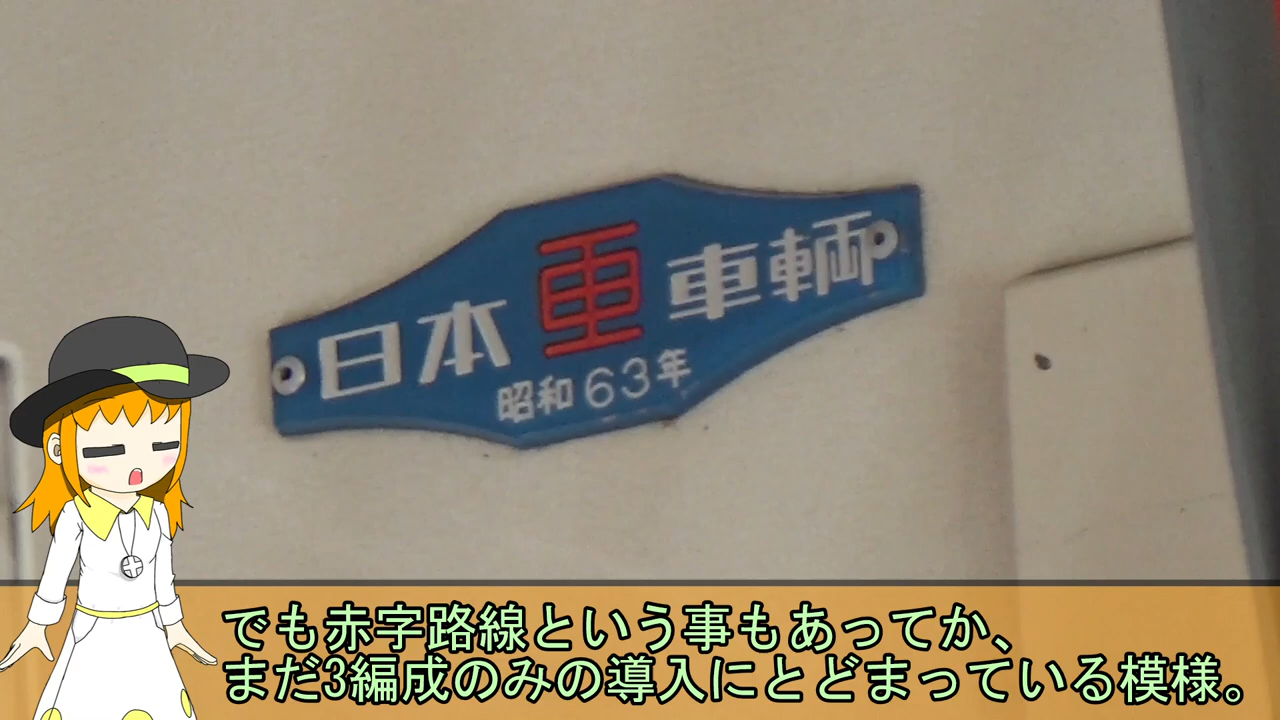 日本車車輌
昭和63年
でも赤字路線という事もあってか、
まだ3編成のみの導入にとどまっている模様。